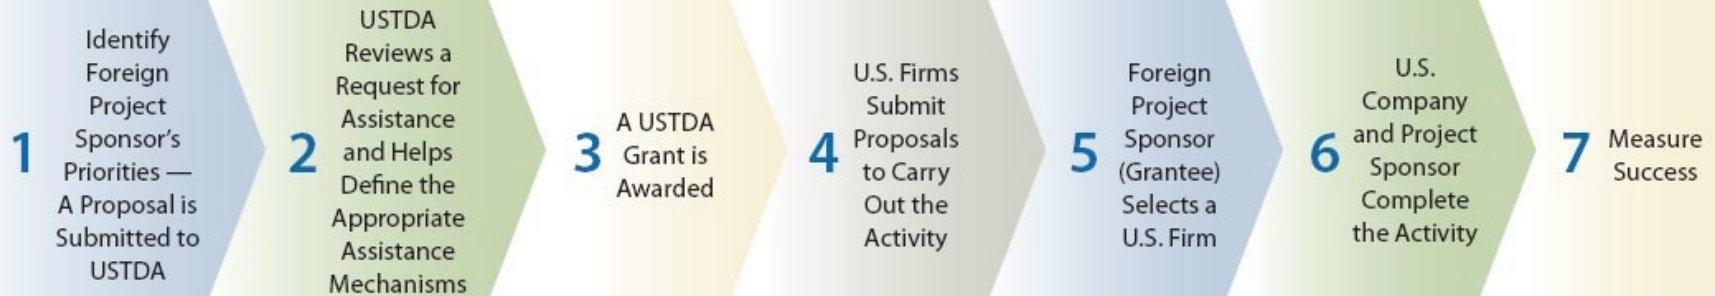 1
Identify
Foreign
Project
Sponsor's
Priorities —
A Proposal is
Submitted to
USTDA
2
USTDA
Reviews a
Request for
Assistance
and Helps
Define the
Appropriate
Assistance
Mechanisms
3
A USTDA
Grant is
Awarded
4
U.S. Firms
Submit
Proposals
to Carry
Out the
Activity
5
Foreign
Project
Sponsor
(Grantee)
Selects a
U.S. Firm
6
U.S.
Company
and Project
Sponsor
Complete
the Activity
7
Measure
Success